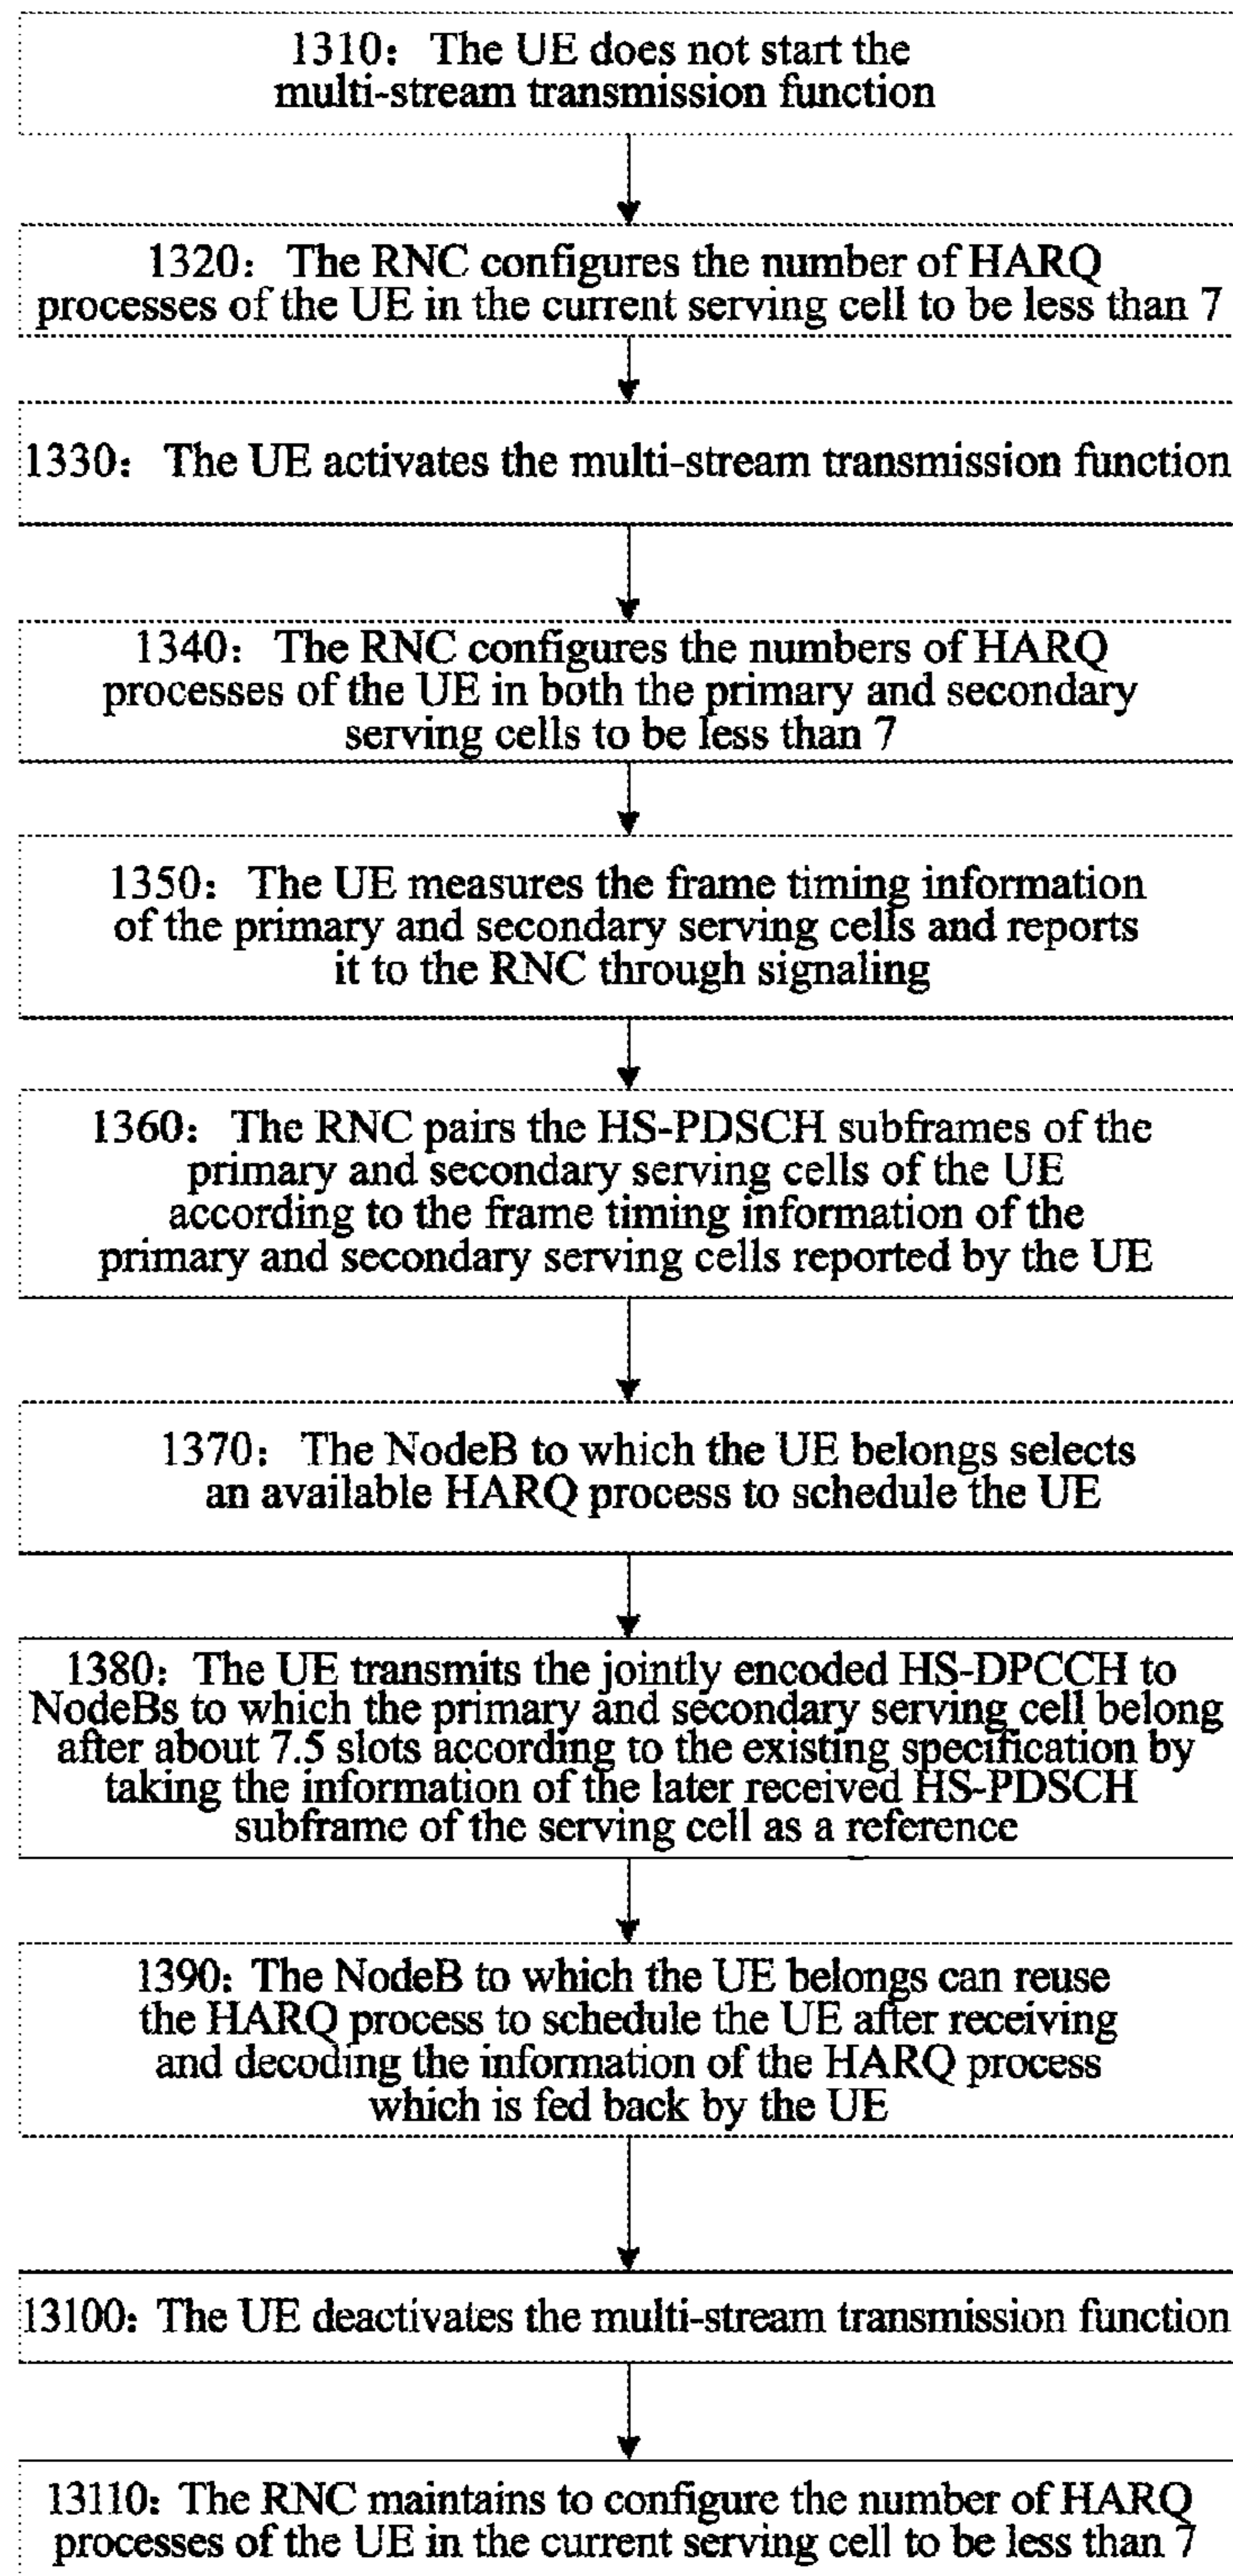 1310: The UE does not start the
multi-stream transmission function
1320: The RNC configures the number of HARQ
processes of the UE in the current serving cell to be less than 7
1330: The UE activates the multi-stream transmission function
1340: The RNC configures the numbers of HARQ
processes of the UE in both the primary and secondary
serving cells to be less than 7
1350: The UE measures the frame timing information
of the primary and secondary serving cells and reports
it to the RNC through signaling
1360: The RNC pairs the HS-PDSCH subframes of the
primary and secondary serving cells of the UE
according to the frame timing information of the
primary and secondary serving cells reported by the UE
1370: The NodeB to which the UE belongs selects
an available HARQ process to schedule the UE
1380: The UE transmits the jointly encoded HS-DPCCH to
NodeBs to which the primary and secondary serving cell belong
after about 7.5 slots according to the existing specification by
taking the information of the later received HS-PDSCH
subframe of the serving cell as a reference
1390: The NodeB to which the UE belongs can reuse
the HARQ process to schedule the UE after receiving
and decoding the information of the HARQ process
which is fed back by the UE
13100: The UE deactivates the multi-stream transmission function
13110: The RNC maintains to configure the number of HARQ
processes of the UE in the current serving cell to be less than 7